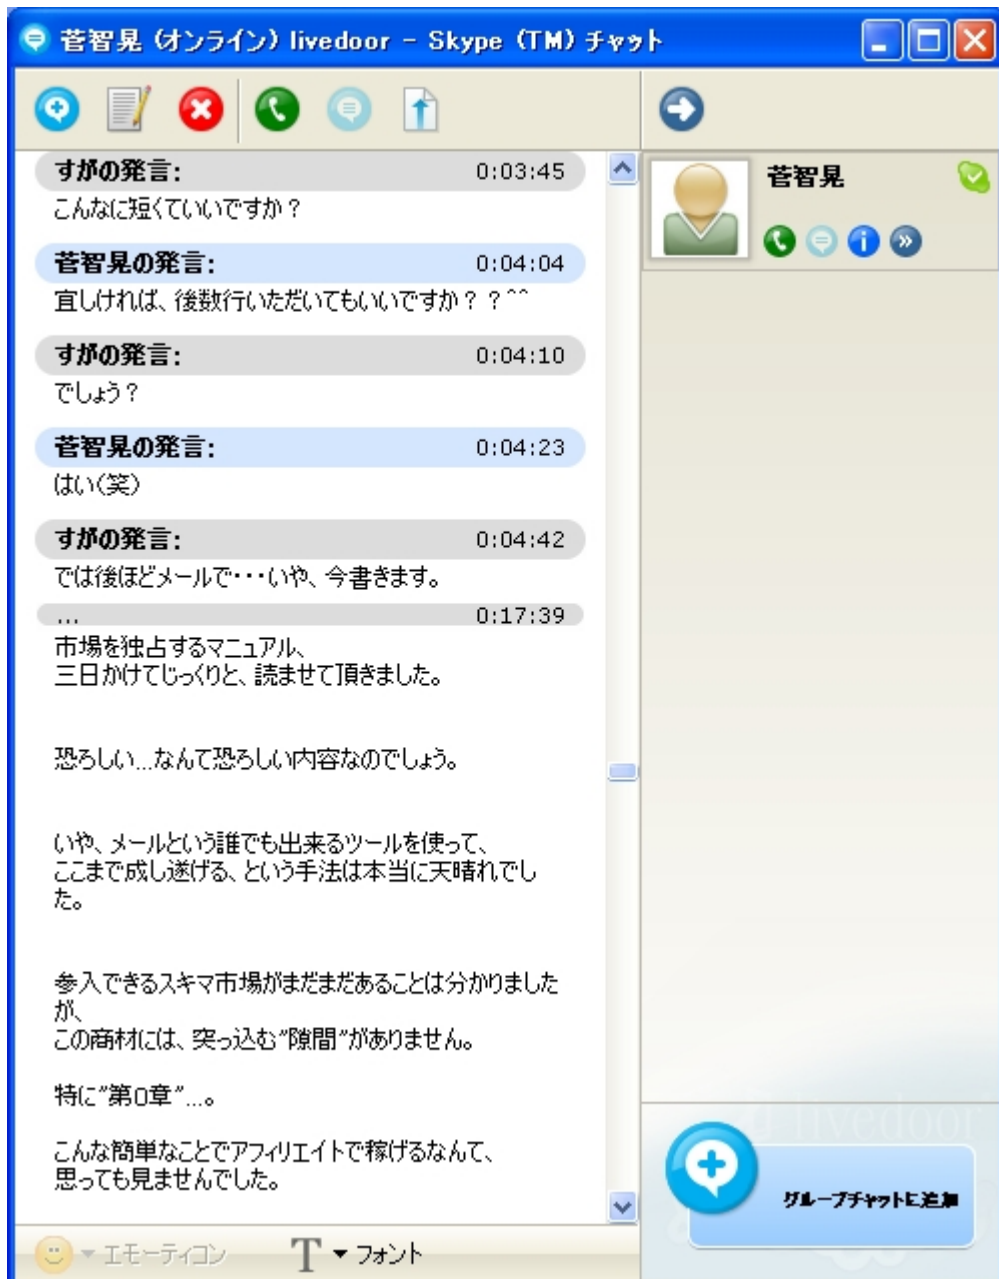 菅智晃 (オンライン) livedoor - Skype (TM) チャット
すがの発言: 0:03:45
こんなに短くていいですか？
菅智晃の発言: 0:04:04
宜しければ、後数行いただいてもいいですか？？^^
すがの発言: 0:04:10
でしょう？
菅智晃の発言: 0:04:23
はい(笑)
すがの発言: 0:04:42
では後ほどメールで・・・いや、今書きます。
... 0:17:39
市場を独占するマニュアル、
三日かけてじっくりと、読ませて頂きました。
恐ろしい...なんて恐ろしい内容なのでしょう。
いや、メールという誰でも出来るツールを使って、
ここまで成し遂げる、という手法は本当に天晴れでし
た。
参入できるスキマ市場がまだまだあることは分かりました
が、
この商材には、突っ込む”隙間”がありません。
特に”第0章”...。
こんな簡単なことでアフィリエイトで稼げるなんて、
思っても見ませんでした。
エモーティコン
T フォント
菅智晃
livedoor
グループチャットに追加